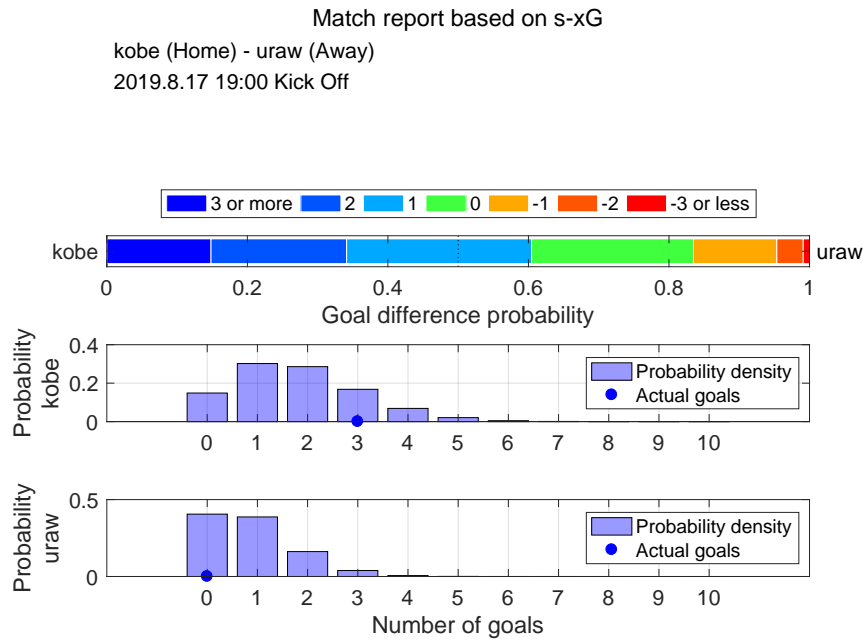 Match report based on s-xG
kobe (Home) - uraw (Away)
2019.8.17 19:00 Kick Off
3 or more 2 1 0 -1 -2 -3 or less
kobe uraw
0 0.2 0.4 0.6 0.8 1
Goal difference probability
Probability
kobe
0.4
0.2
0
Probability density
Actual goals
0 1 2 3 4 5 6 7 8 9 10
Probability
uraw
0.5
0
Probability density
Actual goals
0 1 2 3 4 5 6 7 8 9 10
Number of goals